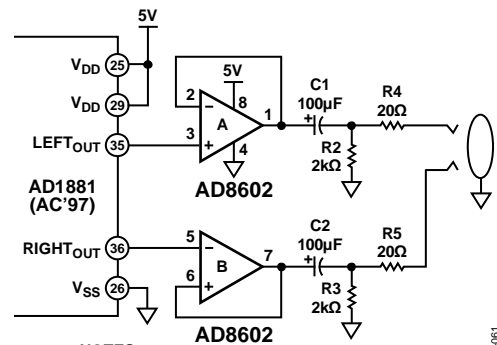 5V
VDD 25
VDD 29
LEFTOUT 35
AD1881
(AC'97)
RIGHTOUT 36
VSS 26
2
3
5V
8
A
1
4
AD8602
C1
100µF
+
R4
20Ω
R2
2kΩ
5
6
B
7
AD8602
C2
100µF
+
R5
20Ω
R3
2kΩ
061